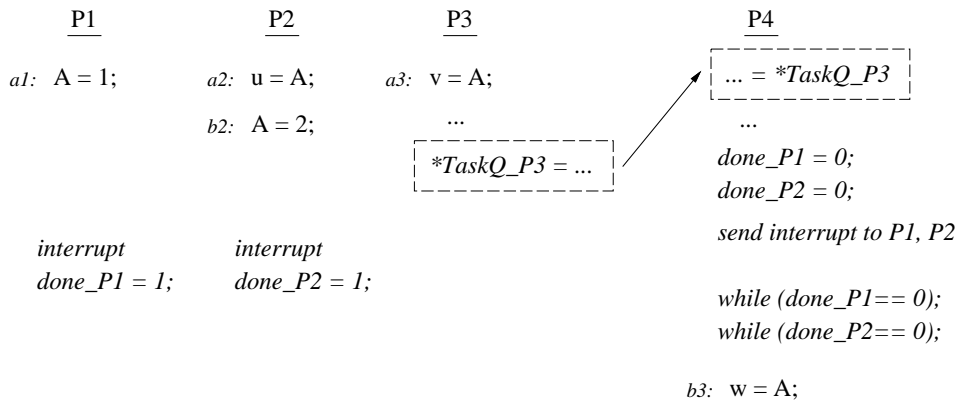 P1 P2 P3 P4
a1: A = 1; a2: u = A; a3: v = A; ... = *TaskQ_P3
b2: A = 2; ... ...
*TaskQ_P3 = ... done_P1 = 0;
done_P2 = 0;
send interrupt to P1, P2
interrupt interrupt
done_P1 = 1; done_P2 = 1;
while (done_P1== 0);
while (done_P2== 0);
b3: w = A;